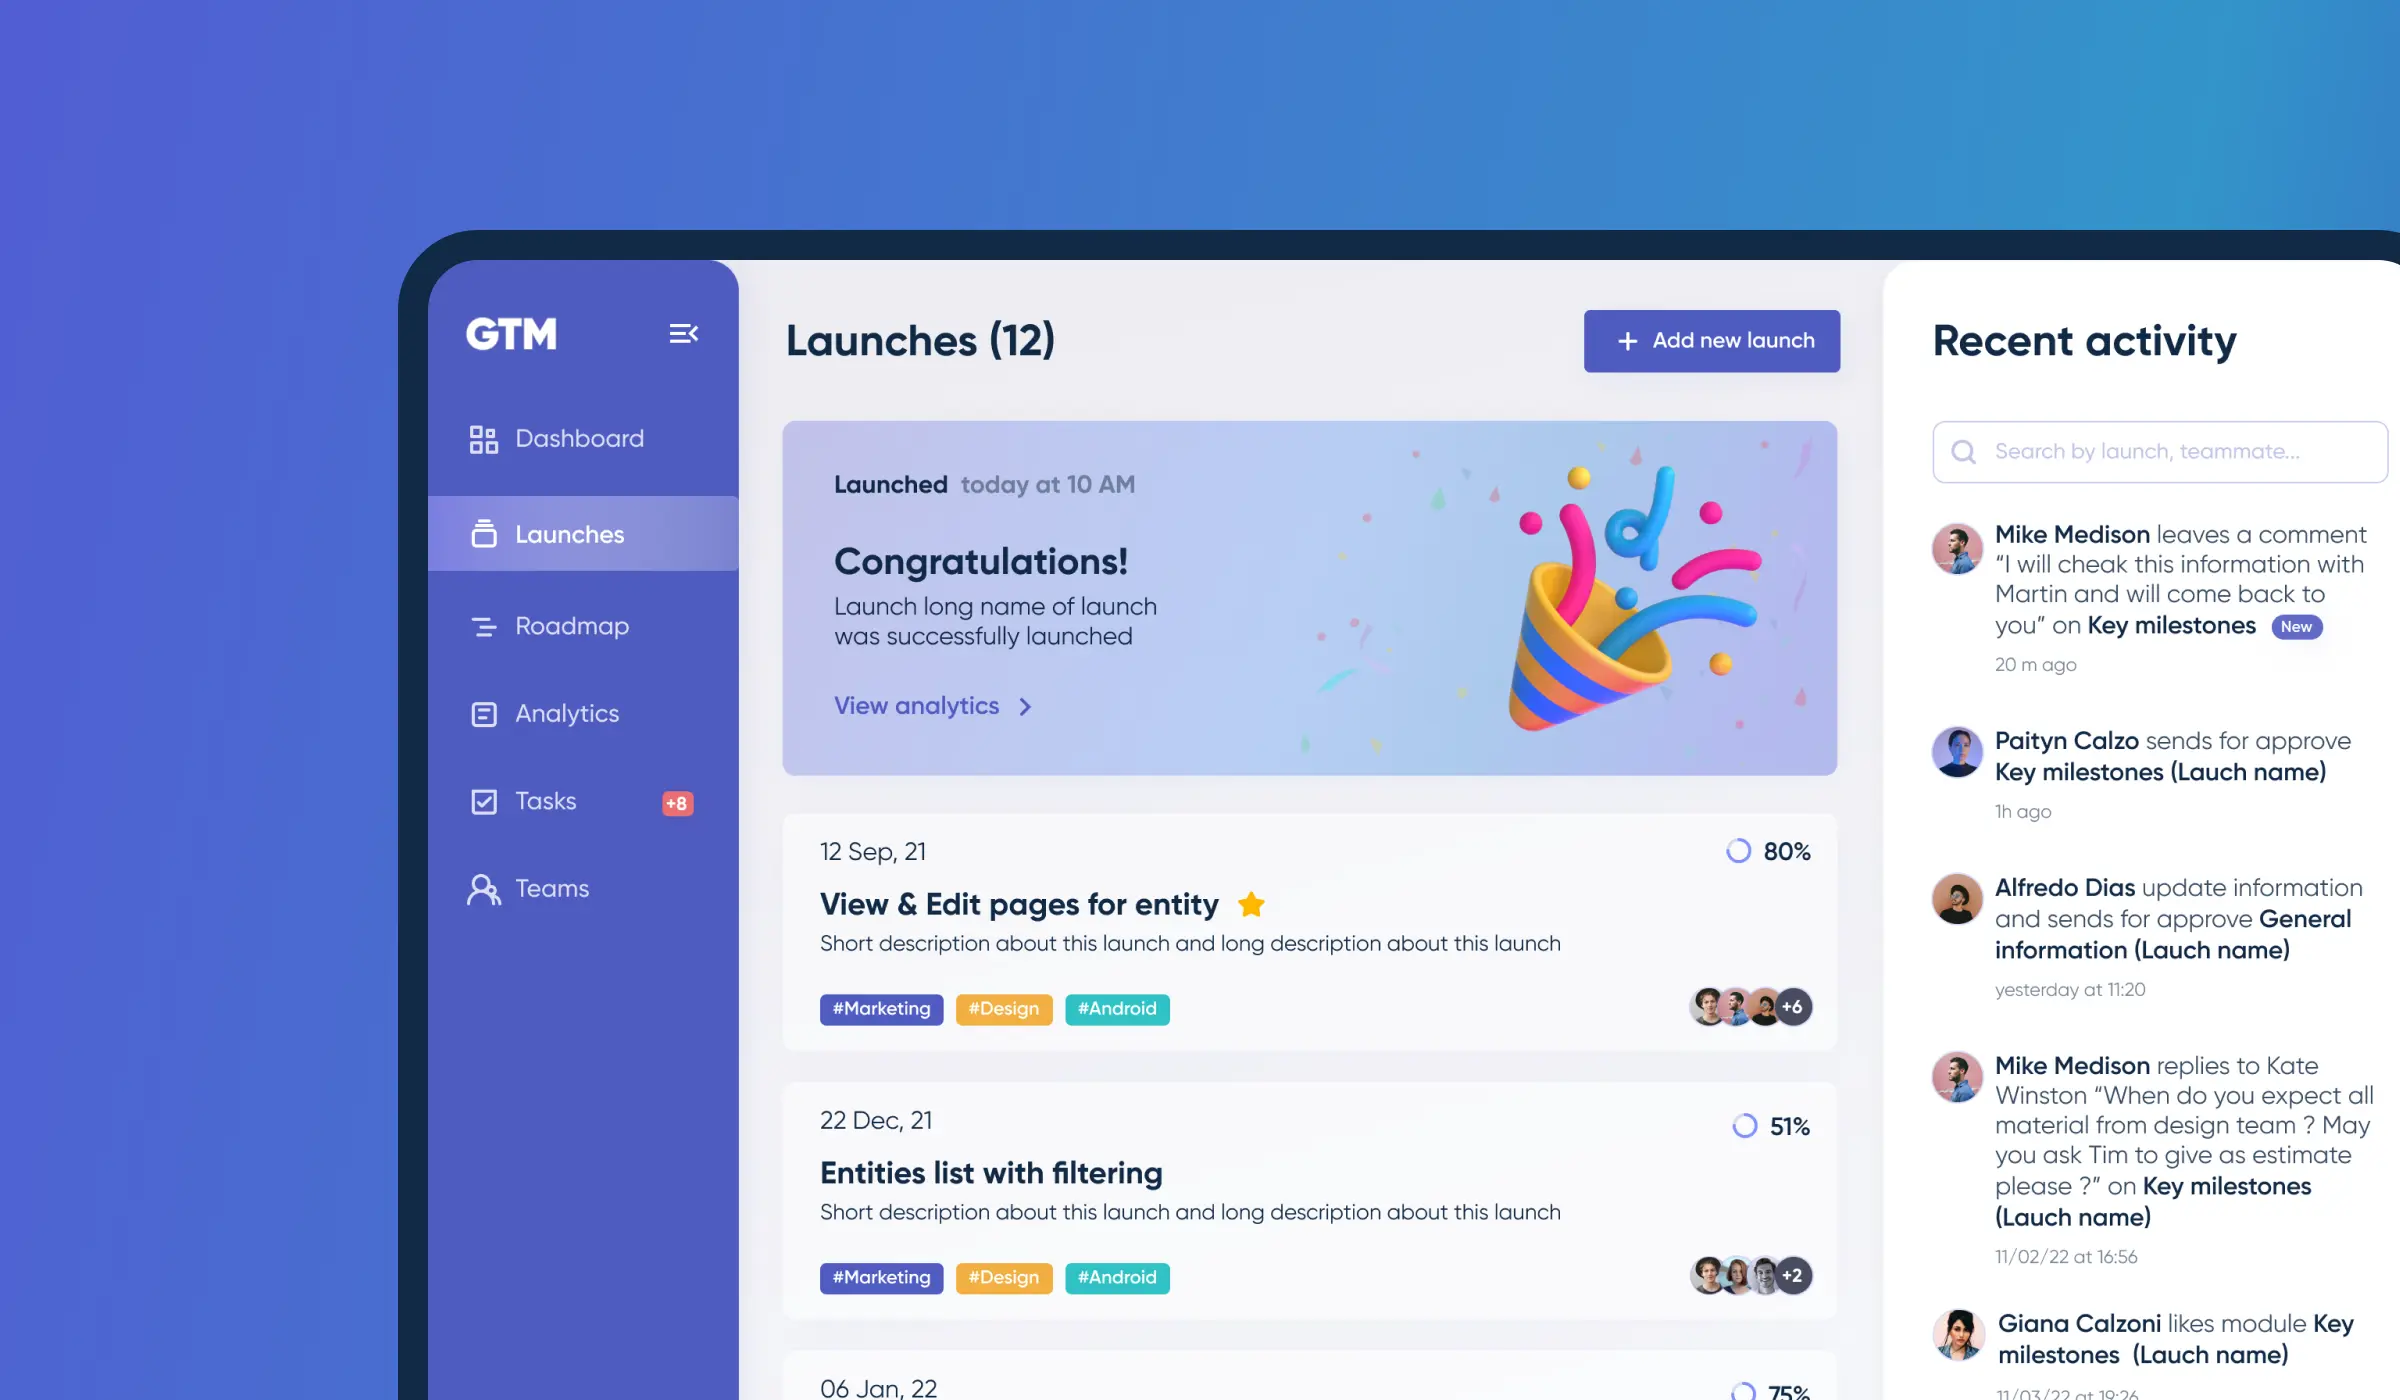 GTM
Dashboard
Launches
Roadmap
Analytics
Tasks
+8
Teams
Launches (12)
+ Add new launch
Launched today at 10 AM
Congratulations!
Launch long name of launch
was successfully launched
View analytics
12 Sep, 21
80%
View & Edit pages for entity
Short description about this launch and long description about this launch
#Marketing #Design #Android
+6
22 Dec, 21
51%
Entities list with filtering
Short description about this launch and long description about this launch
#Marketing #Design #Android
+2
06 Jan, 22
75%
Recent activity
Search by launch, teammate...
Mike Medison leaves a comment
“I will cheak this information with
Martin and will come back to
you” on Key milestones New
20 m ago
Paityn Calzo sends for approve
Key milestones (Lauch name)
1h ago
Alfredo Dias update information
and sends for approve General
information (Lauch name)
yesterday at 11:20
Mike Medison replies to Kate
Winston “When do you expect all
material from design team ? May
you ask Tim to give as estimate
please ?” on Key milestones
(Lauch name)
11/02/22 at 16:56
Giana Calzoni likes module Key
milestones (Lauch name)
11/03/22 at 19:26